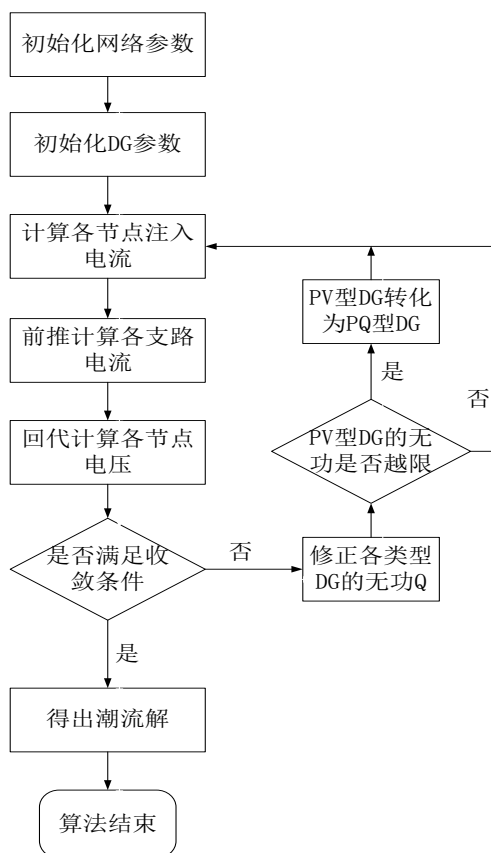 初始化网络参数
初始化DG参数
计算各节点注入
电流
前推计算各支路
电流
回代计算各节点
电压
是否满足收
敛条件
否
是
得出潮流解
算法结束
PV型DG转化
为PQ型DG
是
否
PV型DG的无
功是否越限
修正各类型
DG的无功Q